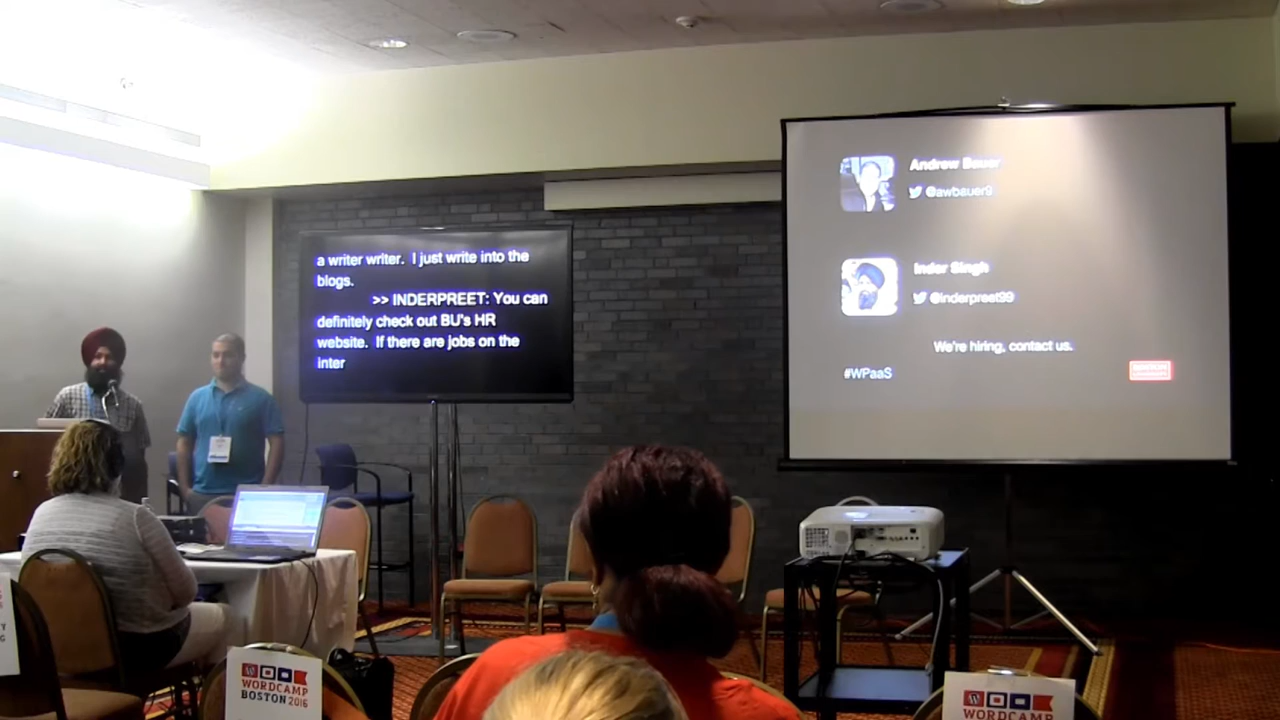 a writer writer. I just write into the
blogs.
>> INDERPREET: You can
definitely check out BU's HR
website. If there are jobs on the
inter
Andrew Bauer
@awbauer9
Inder Singh
@inderpreet99
We're hiring, contact us.
#WPaaS
BOSTON
WORDCAMP
BOSTON 2016
WORDCAMP